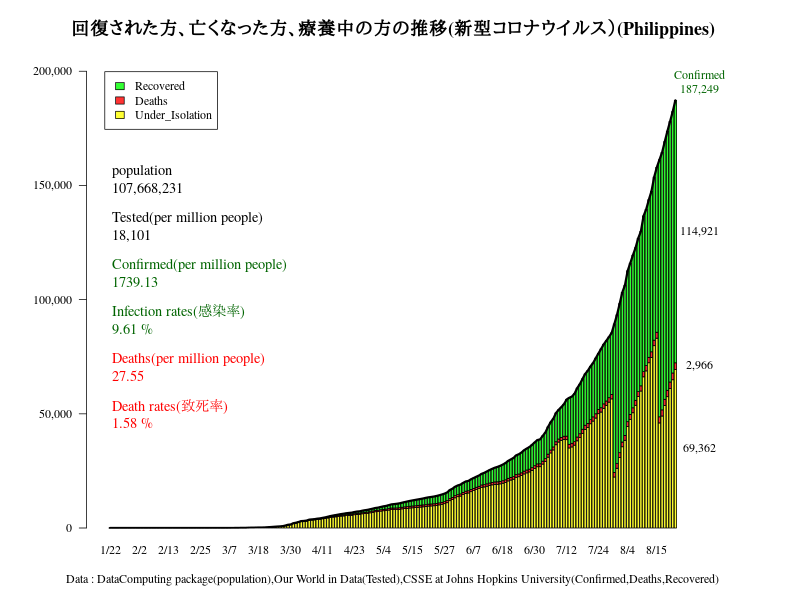 回復された方、亡くなった方、療養中の方の推移(新型コロナウイルス）(Philippines)
Confirmed
187,249
200,000
Recovered
Deaths
Under_Isolation
population
107,668,231
150,000
Tested(per million people)
18,101
114,921
Confirmed(per million people)
1739.13
100,000
Infection rates(感染率)
9.61 %
Deaths(per million people)
27.55
2,966
Death rates(致死率)
1.58 %
50,000
69,362
0
1/22 2/2 2/13 2/25 3/7 3/18 3/30 4/11 4/23 5/4 5/15 5/27 6/7 6/18 6/30 7/12 7/24 8/4 8/15
Data : DataComputing package(population),Our World in Data(Tested),CSSE at Johns Hopkins University(Confirmed,Deaths,Recovered)